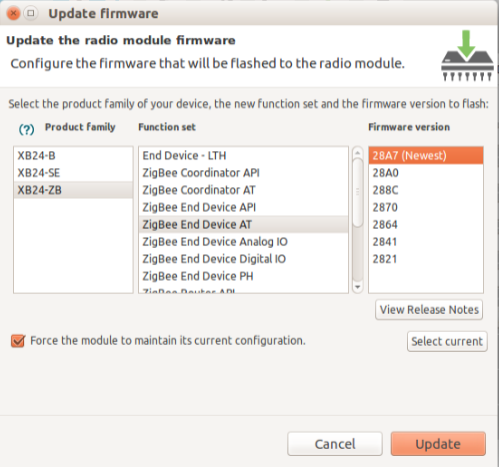 Update firmware
Update the radio module firmware
Configure the firmware that will be flashed to the radio module.
Select the product family of your device, the new function set and the firmware version to flash:
(?) Product family Function set Firmware version
XB24-B End Device - LTH 28A7 (Newest)
XB24-SE ZigBee Coordinator API 28A0
XB24-ZB ZigBee Coordinator AT 288C
ZigBee End Device API 2870
ZigBee End Device AT 2864
ZigBee End Device Analog IO 2841
ZigBee End Device Digital IO 2821
ZigBee End Device PH
ZigBee Router API
View Release Notes
Force the module to maintain its current configuration. Select current
Cancel Update